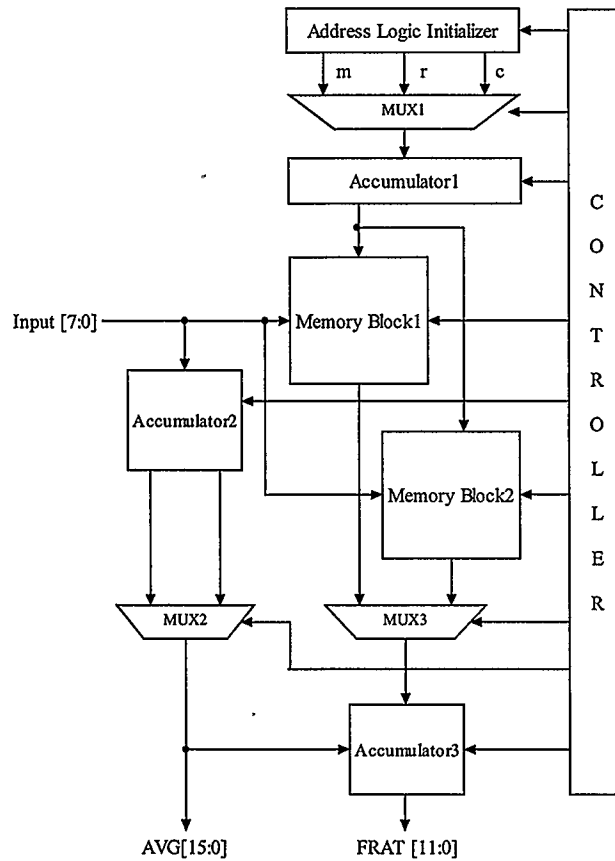 Address Logic Initializer
m r c
MUX1
Accumulator1
Input [7:0]
Memory Block1
Accumulator2
Memory Block2
MUX2
MUX3
Accumulator3
AVG[15:0]
FRAT [11:0]
C
O
N
T
R
O
L
L
E
R